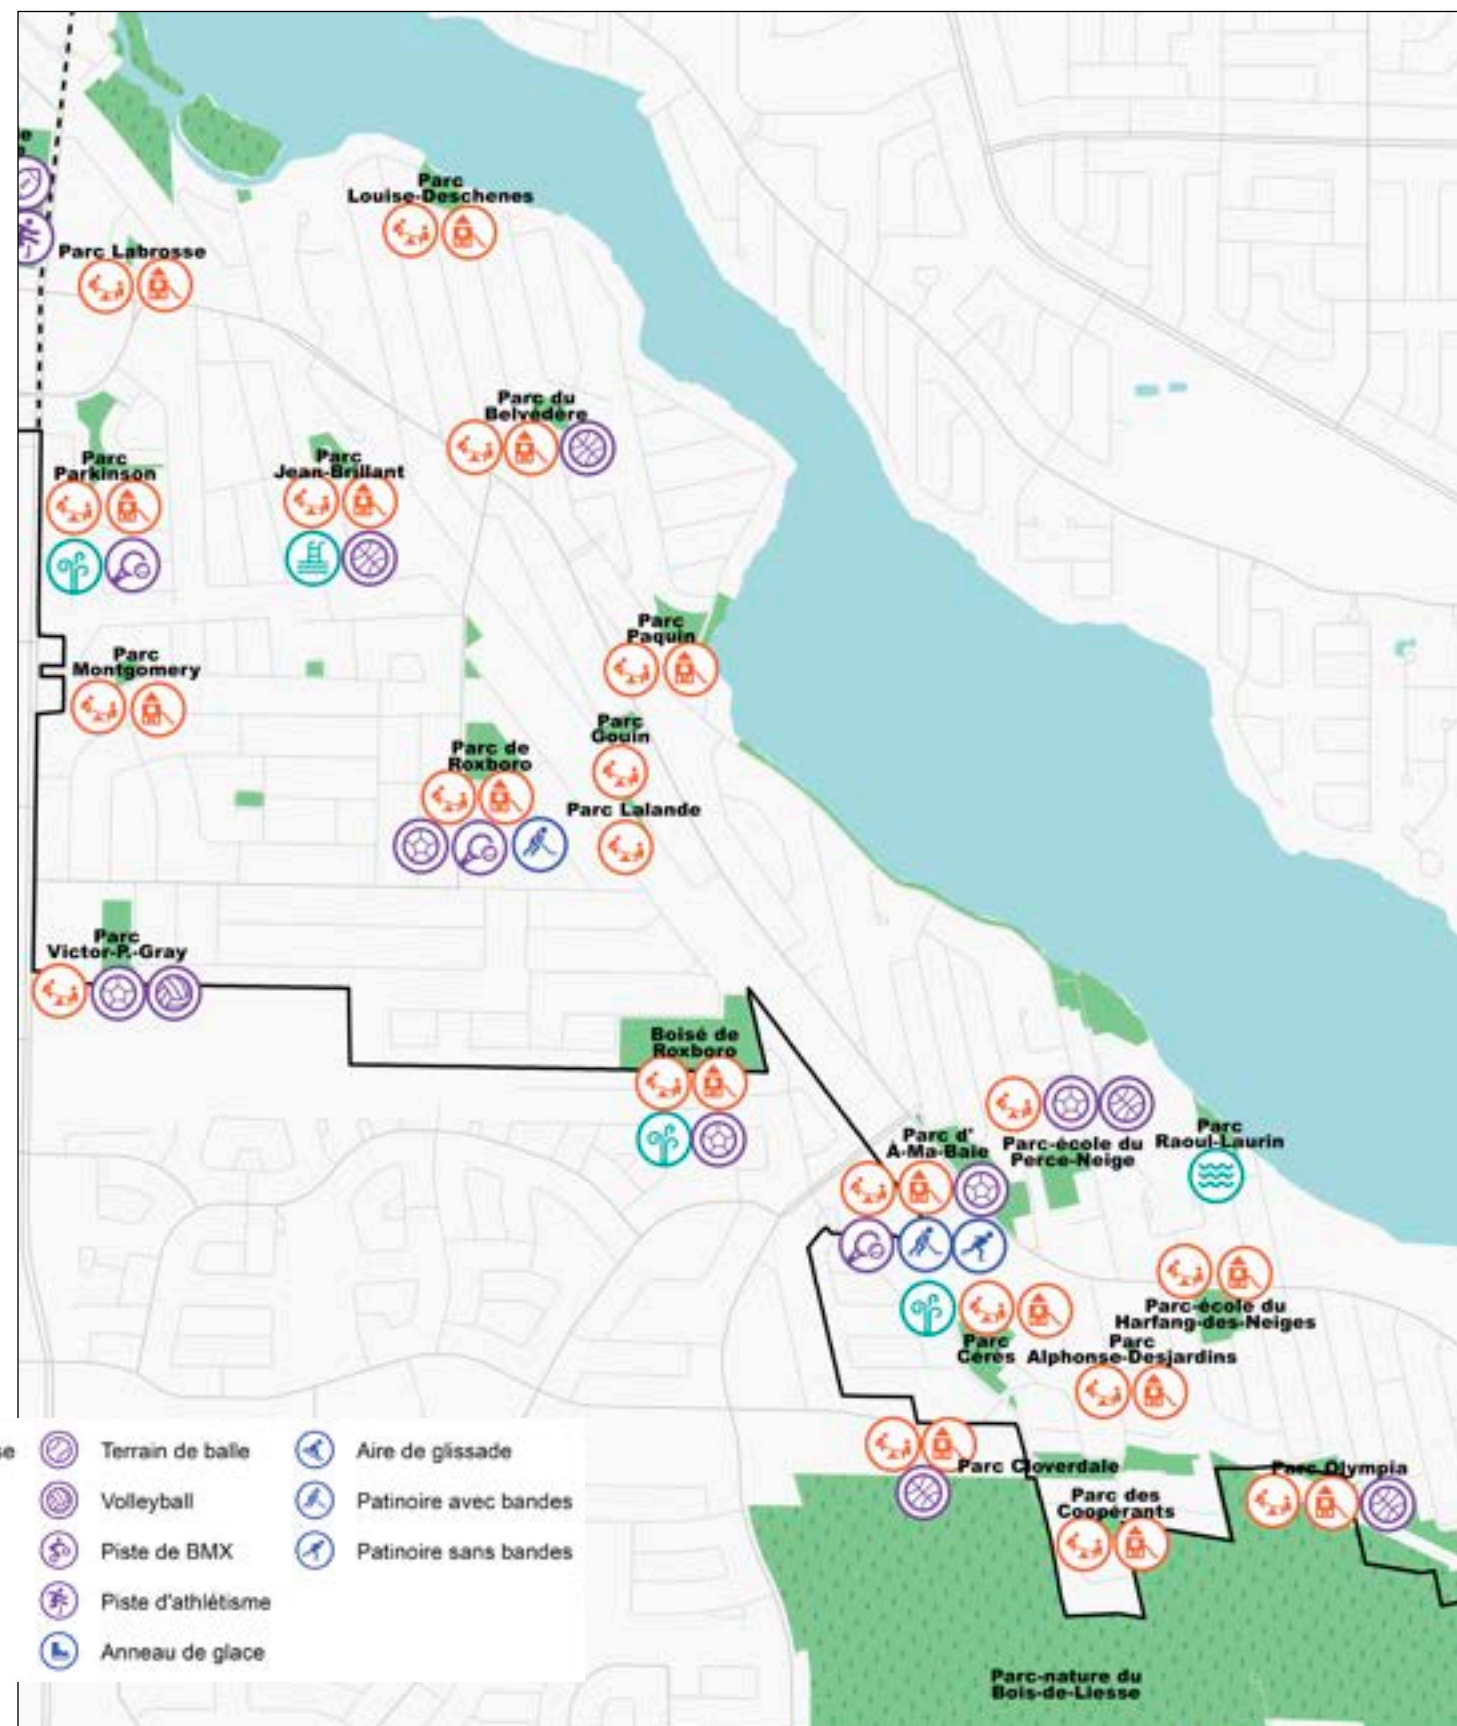 e
Parc
Louise-Deschenes
Parc Labrosse
Parc du
Belvédère
Parc
Parkinson
Parc
Jean-Brillant
Parc
Paquin
Parc
Montgomery
Parc
Gouin
Parc de
Roxboro
Parc Lalande
Parc
Victor-P.-Gray
Boisé de
Roxboro
Parc d'
À-Ma-Baie
Parc-école du
Perce-Neige
Parc
Raoul-Laurin
Parc-école du
Harfang-des-Neiges
Parc
Cérès
Parc
Alphonse-Desjardins
Parc Cloverdale
Parc Olympia
Parc des
Coopérants
Parc-nature du
Bois-de-Liesse
se
Terrain de balle
Volleyball
Piste de BMX
Piste d'athlétisme
Anneau de glace
Aire de glissade
Patinoire avec bandes
Patinoire sans bandes